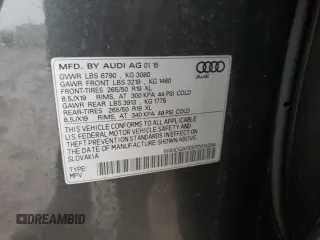 MFD. BY AUDI AG 01 15
GVWR LBS 6790 , KG 3080
GAWR FRONT LBS 3219 , KG 1460
FRONT-TIRES 265/50 R19 XL
8.5JX19 RIMS, AT 300 KPA 44 PSI COLD
GAWR REAR LBS 3913 , KG 1775
REAR-TIRES 265/50 R19 XL
8.5JX19 RIMS, AT 340 KPA 49 PSI COLD
THIS VEHICLE CONFORMS TO ALL APPLICABLE
U.S. FEDERAL MOTOR VEHICLE SAFETY AND
THEFT PREVENTION STANDARDS IN EFFECT ON
THE DATE OF MANUFACTURE SHOWN ABOVE.
SLOVAKIA
TYPE:
MPV
Audi
DREAMBID